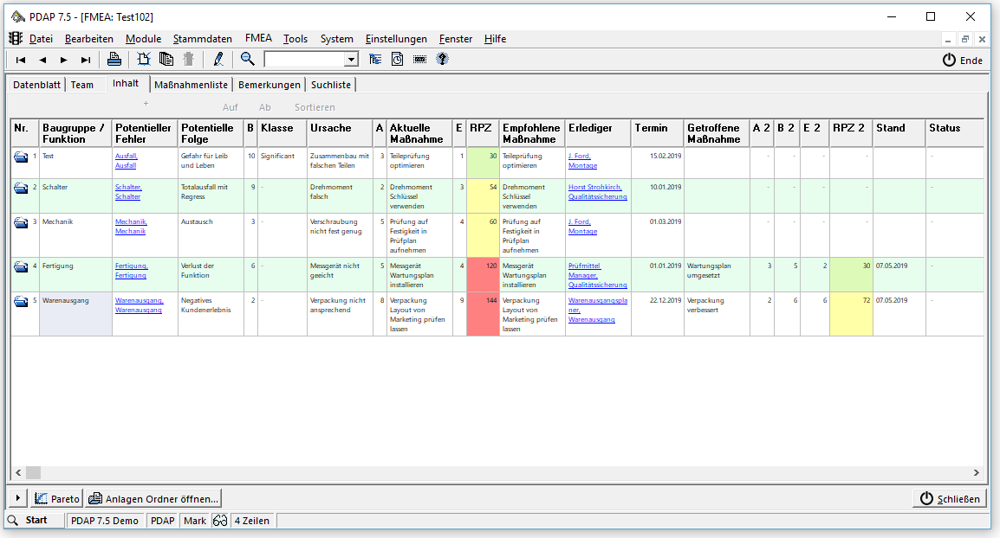 PDAP 7.5 - [FMEA: Test102]
Datei Bearbeiten Module Stammdaten FMEA Tools System Einstellungen Fenster Hilfe
Ende
Datenblatt Team Inhalt Maßnahmenliste Bemerkungen Suchliste
+ Auf Ab Sortieren
Nr. Baugruppe / Potentieller Potentielle B Klasse Ursache A Aktuelle E RPZ Empfohlene Erlediger Termin Getroffene A 2 B 2 E 2 RPZ 2 Stand Status
Funktion Fehler Folge Maßnahme Maßnahme Maßnahme
1 Test Ausfall, Gefahr für Leib 10 Significant Zusammenbau mit 3 Teileprüfung 1 30 Teileprüfung J. Ford, 15.02.2019 - - - - -
Ausfall und Leben falschen Teilen optimieren optimieren Montage
2 Schalter Schalter, Totalausfall mit 9 - Drehmoment 2 Drehmoment 3 54 Drehmoment Horst Strohkirch, 10.01.2019 - - - - -
Schalter Regress falsch Schlüssel Schlüssel Qualitätssicherung
verwenden verwenden
3 Mechanik Mechanik, Austausch 3 - Verschraubung 5 Prüfung auf 4 60 Prüfung auf J. Ford, 01.03.2019 - - - - -
Mechanik nicht fest genug Festigkeit in Festigkeit in Montage
Prüfplan Prüfplan
aufnehmen aufnehmen
4 Fertigung Fertigung, Verlust der 6 - Messgerät nicht 5 Messgerät 4 120 Messgerät Prüfmittel 01.01.2019 Wartungsplan 3 5 2 30 07.05.2019 -
Fertigung Funktion geeicht Wartungsplan Wartungsplan Manager, umgesetzt
installieren installieren Qualitätssicherung
5 Warenausgang Warenausgang, Negatives 2 - Verpackung nicht 8 Verpackung 9 144 Verpackung Warenausgangspla 22.12.2019 Verpackung 2 6 6 72 07.05.2019 -
Warenausgang Kundenerlebnis ansprechend Layout von Layout von ner, verbessert
Marketing prüfen Marketing prüfen Warenausgang
lassen lassen
Pareto Anlagen Ordner öffnen... Schließen
Start PDAP 7.5 Demo PDAP Mark 4 Zeilen